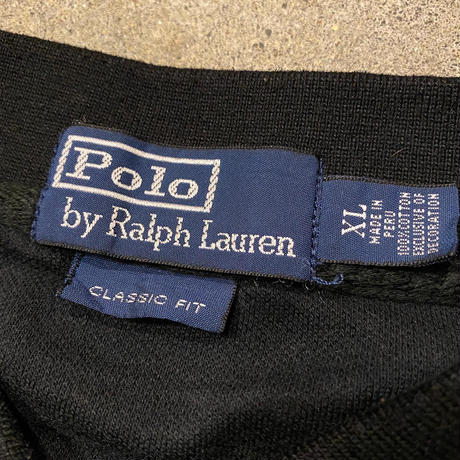 Polo
by Ralph Lauren
CLASSIC FIT
XL
MADE IN
PERU
100% COTTON
EXCLUSIVE OF
DECORATION